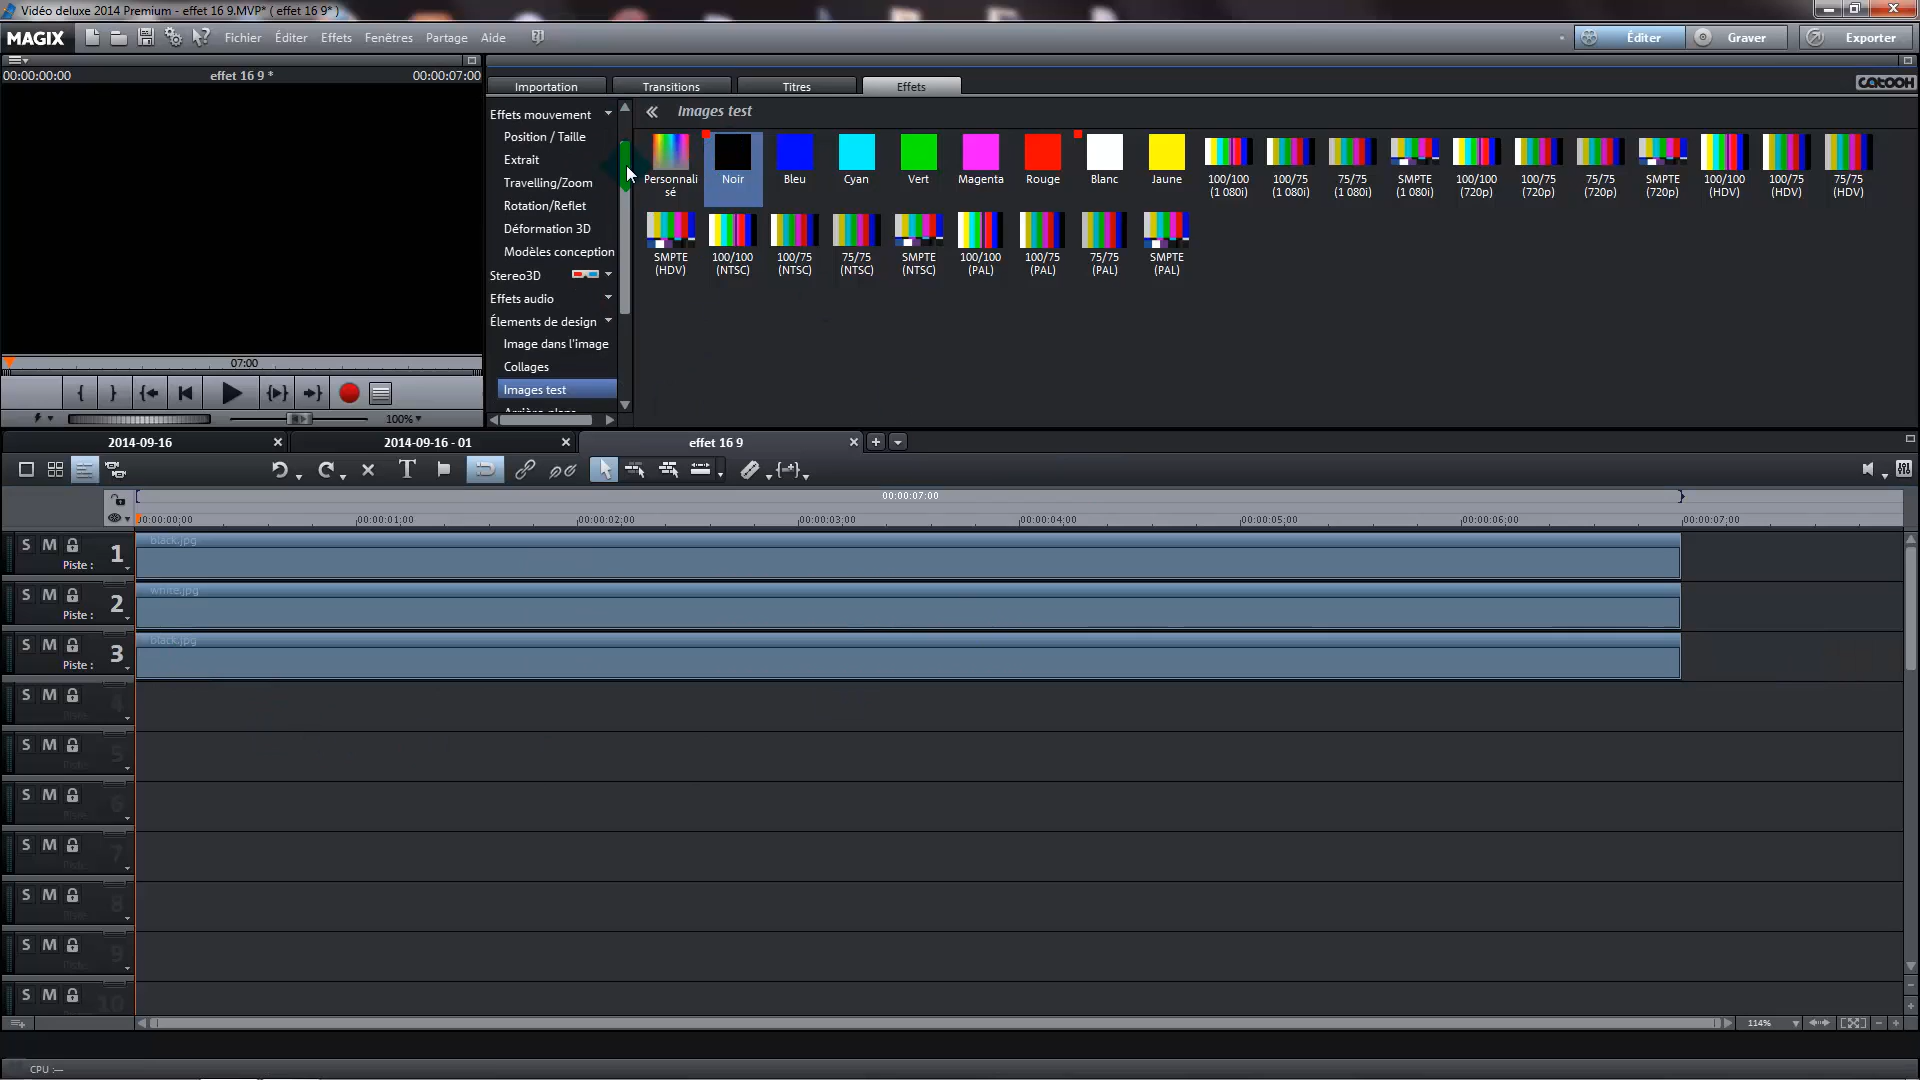 Vidéo deluxe 2014 Premium - effet 16 9.MVP* ( effet 16 9* )
MAGIX Fichier Éditer Effets Fenêtres Partage Aide Éditer Graver Exporter
00:00:00:00 effet 16 9 * 00:00:07:00
Importation Transitions Titres Effets CATOOH
Images test
Effets mouvement
Position / Taille
Extrait
Travelling/Zoom
Rotation/Reflet
Déformation 3D
Modèles conception
Stereo3D
Effets audio
Élements de design
Image dans l'image
Collages
Images test
Personnali
sé
Noir
Bleu
Cyan
Vert
Magenta
Rouge
Blanc
Jaune
100/100
(1 080i)
100/75
(1 080i)
75/75
(1 080i)
SMPTE
(1 080i)
100/100
(720p)
100/75
(720p)
75/75
(720p)
SMPTE
(720p)
100/100
(HDV)
100/75
(HDV)
75/75
(HDV)
SMPTE
(HDV)
100/100
(NTSC)
100/75
(NTSC)
75/75
(NTSC)
SMPTE
(NTSC)
100/100
(PAL)
100/75
(PAL)
75/75
(PAL)
SMPTE
(PAL)
07:00
100%
2014-09-16 2014-09-16 - 01 effet 16 9
T
114%
00:00:07:00
00:00:00:00 00:00:01:00 00:00:02:00 00:00:03:00 00:00:04:00 00:00:05:00 00:00:06:00 00:00:07:00
S M
Piste : 1
black.jpg
S M
Piste : 2
S M
Piste : 3
black.jpg
S M 4
S M 5
S M 6
S M 7
S M 8
S M 9
S M 10
CPU :—